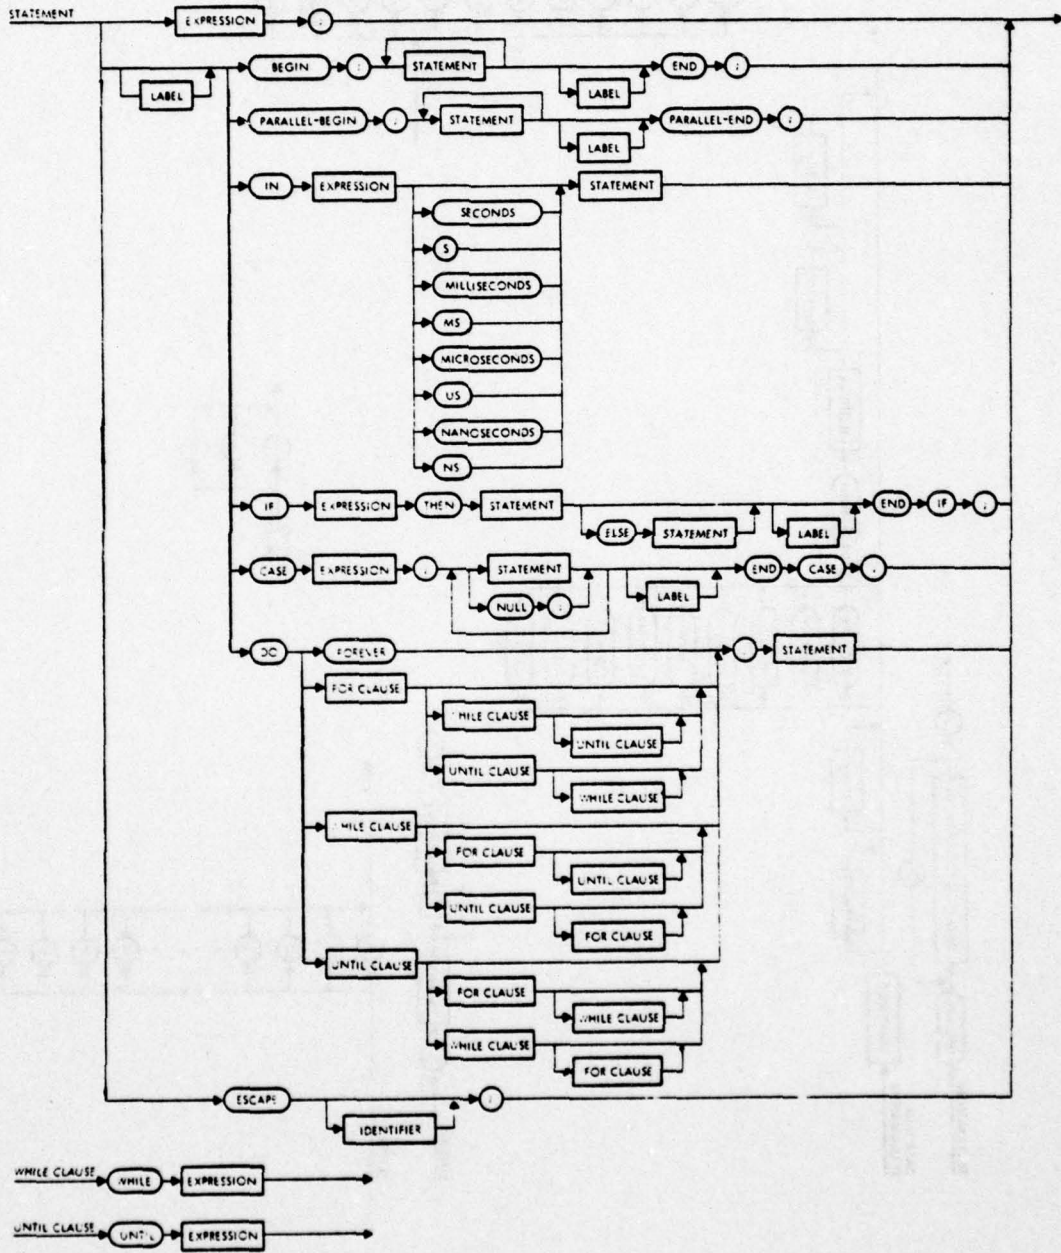 STATEMENT
EXPRESSION ;
BEGIN ; STATEMENT END ;
LABEL LABEL
PARALLEL-BEGIN ; STATEMENT PARALLEL-END ;
LABEL
IN EXPRESSION STATEMENT
SECONDS
S
MILLISECONDS
MS
MICROSECONDS
US
NANOSECONDS
NS
IF EXPRESSION THEN STATEMENT END IF ;
ELSE STATEMENT LABEL
CASE EXPRESSION ; STATEMENT END CASE ;
NULL ; LABEL
DO FOREVER ; STATEMENT
FOR CLAUSE
WHILE CLAUSE
UNTIL CLAUSE
UNTIL CLAUSE
WHILE CLAUSE
WHILE CLAUSE
FOR CLAUSE
UNTIL CLAUSE
UNTIL CLAUSE
FOR CLAUSE
UNTIL CLAUSE
FOR CLAUSE
WHILE CLAUSE
WHILE CLAUSE
FOR CLAUSE
ESCAPE ;
IDENTIFIER
WHILE CLAUSE WHILE EXPRESSION
UNTIL CLAUSE UNTIL EXPRESSION